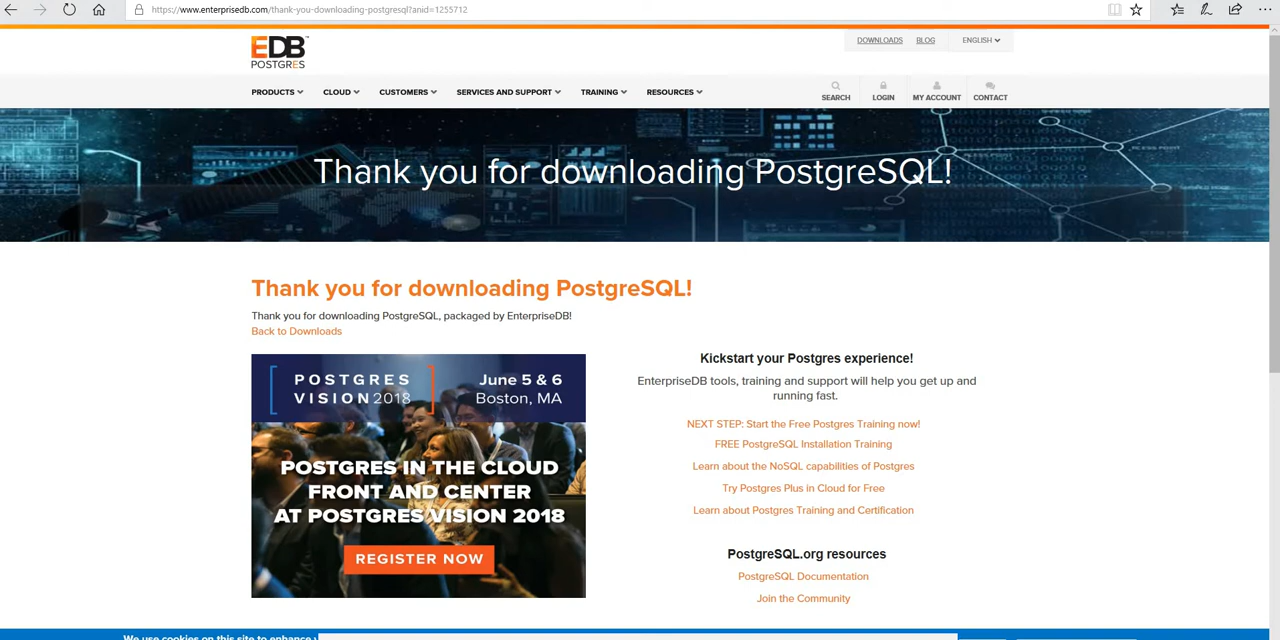 https://www.enterprisedb.com/thank-you-downloading-postgresql?anid=1255712
EDB
POSTGRES
DOWNLOADS BLOG ENGLISH
PRODUCTS CLOUD CUSTOMERS SERVICES AND SUPPORT TRAINING RESOURCES
SEARCH LOGIN MY ACCOUNT CONTACT
Thank you for downloading PostgreSQL!
Thank you for downloading PostgreSQL!
Thank you for downloading PostgreSQL, packaged by EnterpriseDB!
Back to Downloads
POSTGRES
VISION 2018
June 5 & 6
Boston, MA
POSTGRES IN THE CLOUD
FRONT AND CENTER
AT POSTGRES VISION 2018
REGISTER NOW
Kickstart your Postgres experience!
EnterpriseDB tools, training and support will help you get up and
running fast.
NEXT STEP: Start the Free Postgres Training now!
FREE PostgreSQL Installation Training
Learn about the NoSQL capabilities of Postgres
Try Postgres Plus in Cloud for Free
Learn about Postgres Training and Certification
PostgreSQL.org resources
PostgreSQL Documentation
Join the Community
We use cookies on this site to enhance